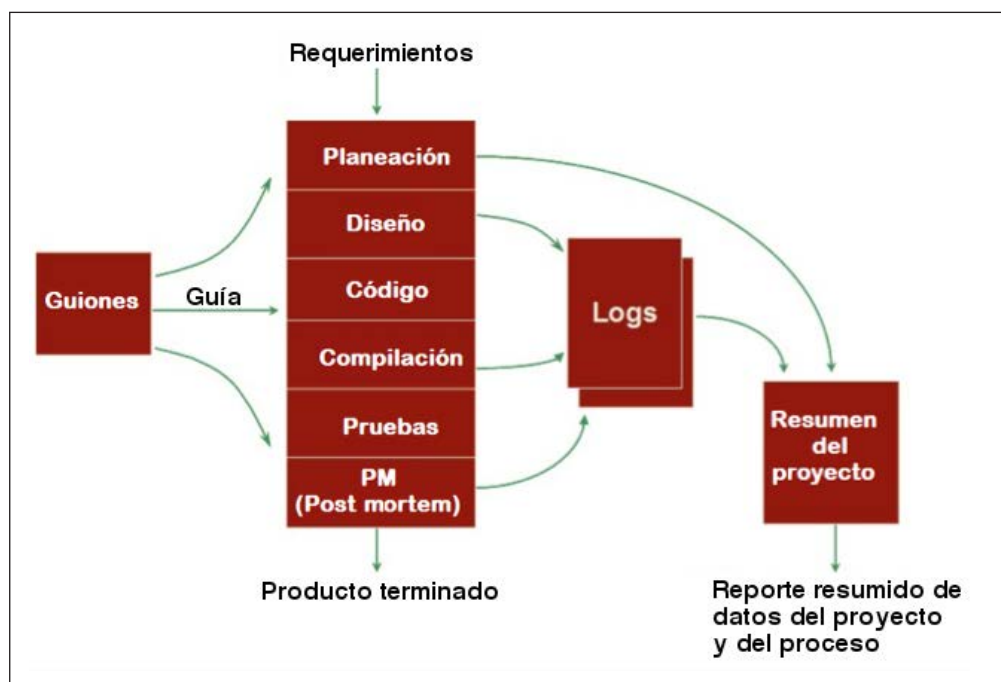 Requerimientos
Planeación
Diseño
Código
Compilación
Pruebas
PM
(Post mortem)
Guiones
Guía
Logs
Resumen
del
proyecto
Producto terminado
Reporte resumido de
datos del proyecto
y del proceso